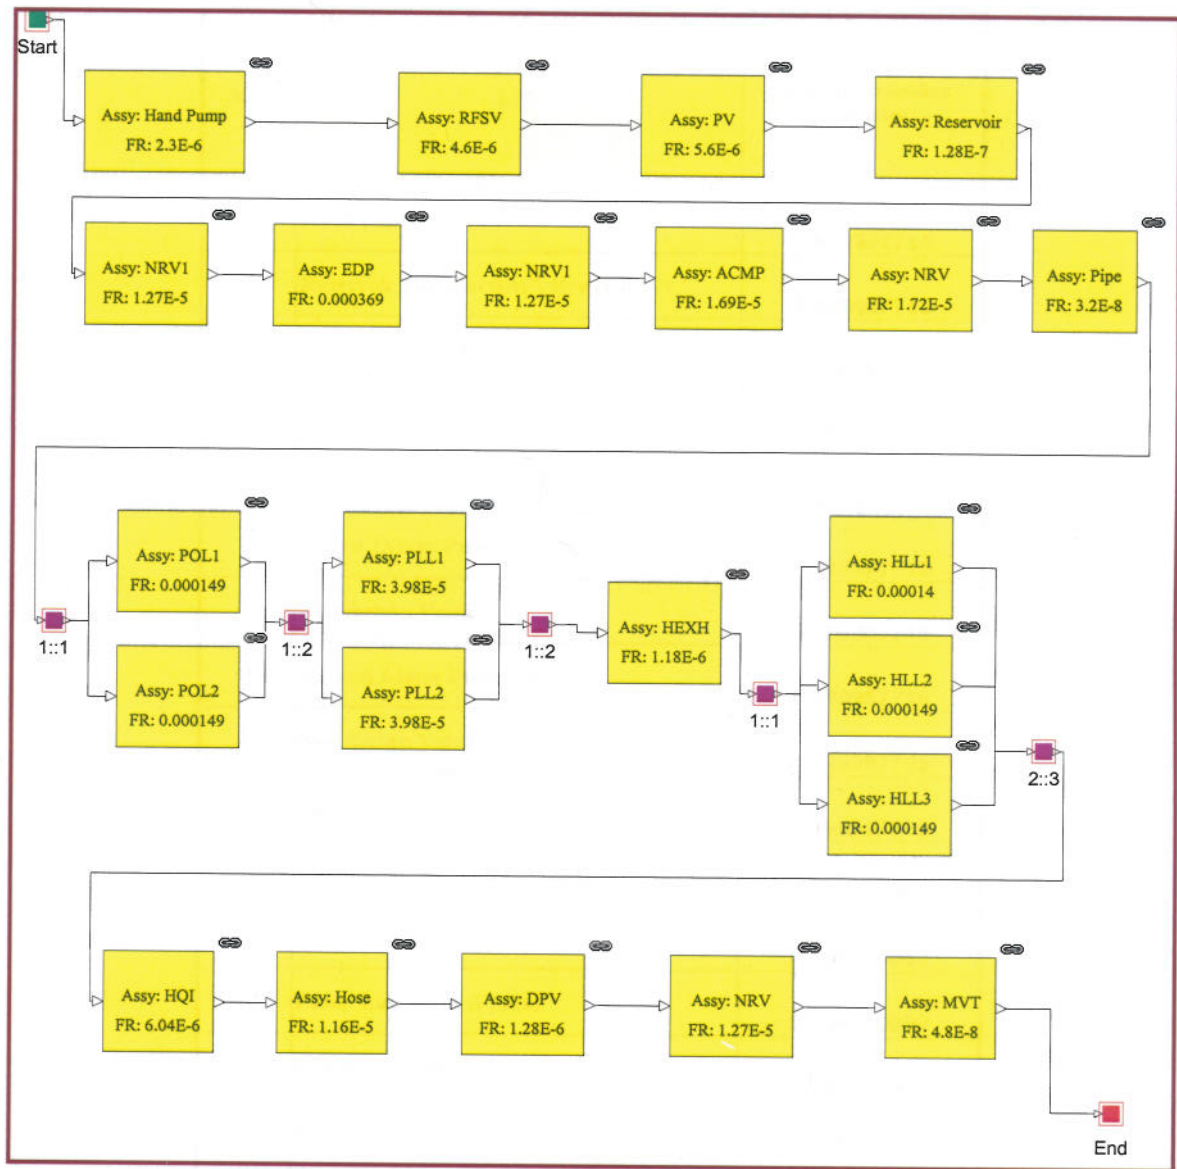 Start
Assy: Hand Pump
FR: 2.3E-6
Assy: RFSV
FR: 4.6E-6
Assy: PV
FR: 5.6E-6
Assy: Reservoir
FR: 1.28E-7
Assy: NRV1
FR: 1.27E-5
Assy: EDP
FR: 0.000369
Assy: NRV1
FR: 1.27E-5
Assy: ACMP
FR: 1.69E-5
Assy: NRV
FR: 1.72E-5
Assy: Pipe
FR: 3.2E-8
1::1
Assy: POL1
FR: 0.000149
Assy: POL2
FR: 0.000149
1::2
Assy: PLL1
FR: 3.98E-5
Assy: PLL2
FR: 3.98E-5
1::2
Assy: HEXH
FR: 1.18E-6
1::1
Assy: HLL1
FR: 0.00014
Assy: HLL2
FR: 0.000149
Assy: HLL3
FR: 0.000149
2::3
Assy: HQI
FR: 6.04E-6
Assy: Hose
FR: 1.16E-5
Assy: DPV
FR: 1.28E-6
Assy: NRV
FR: 1.27E-5
Assy: MVT
FR: 4.8E-8
End